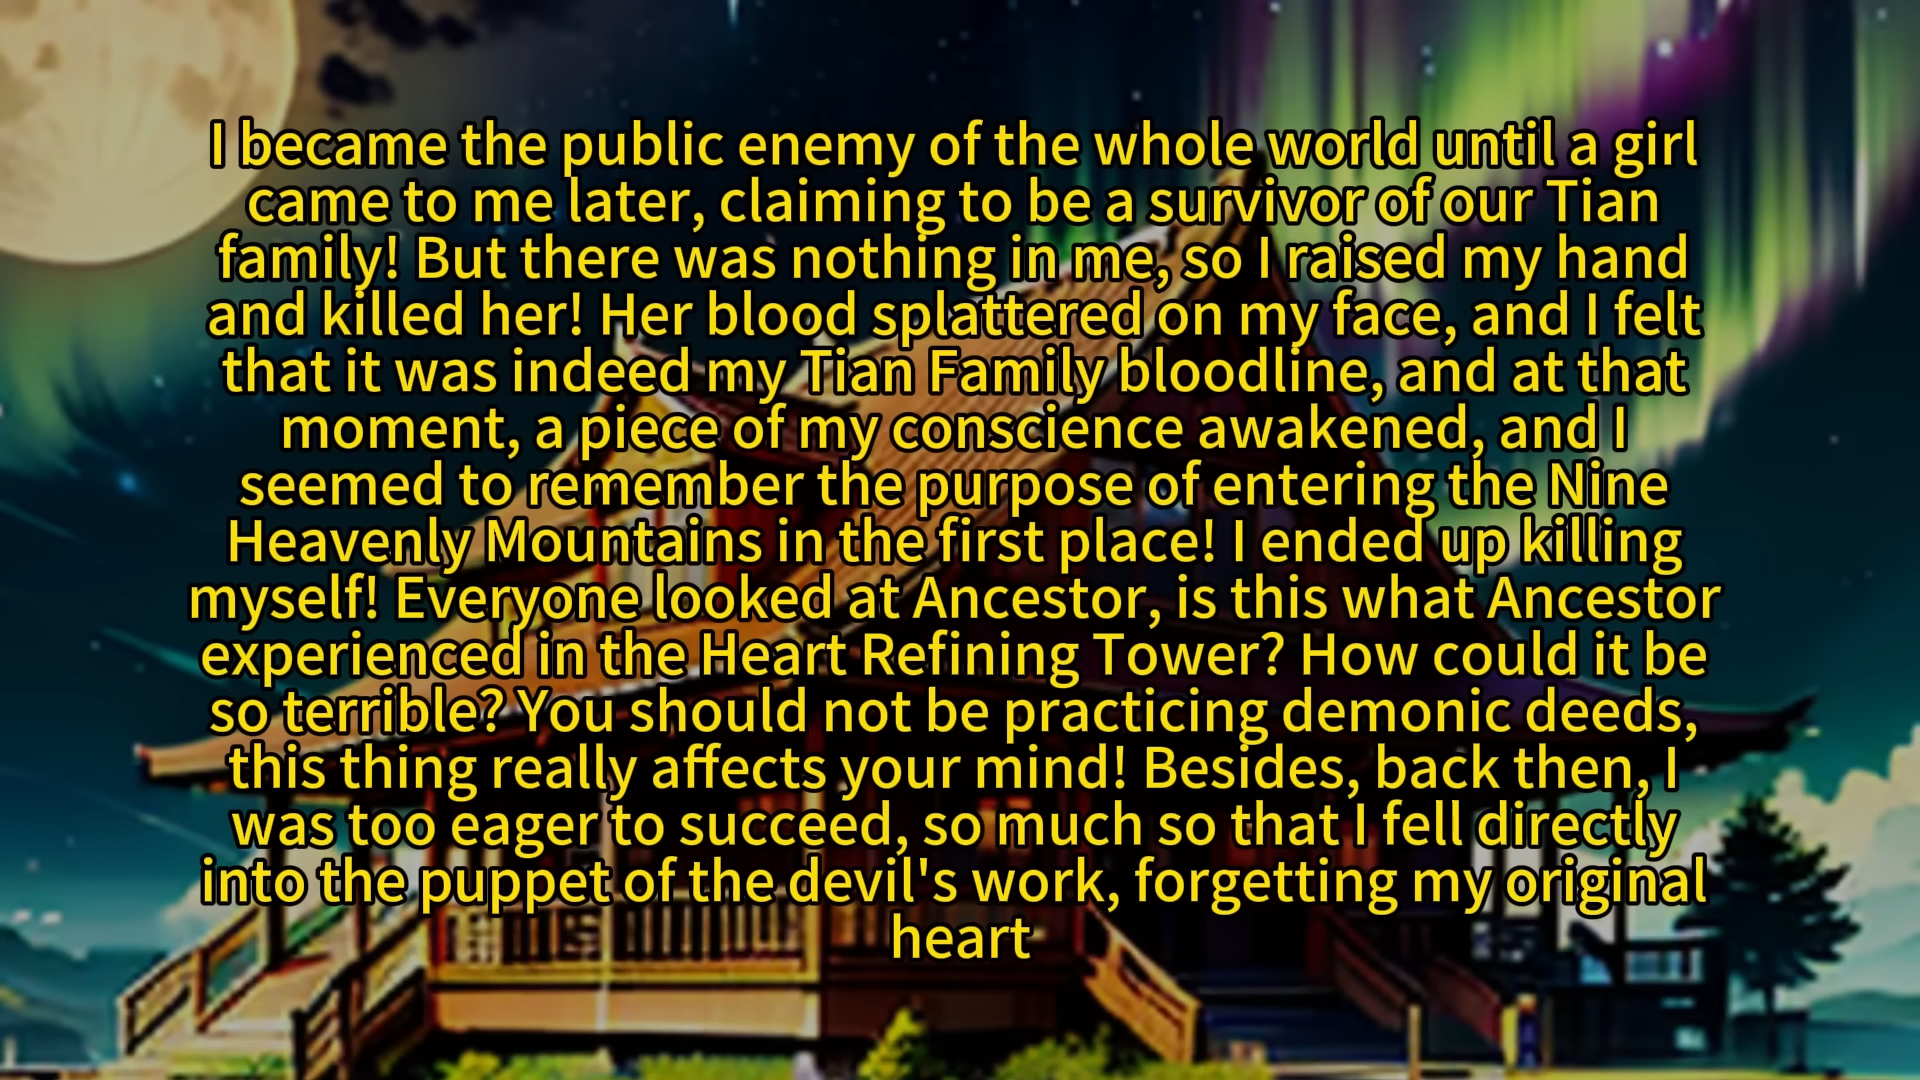 I became the public enemy of the whole world until a girl
came to me later, claiming to be a survivor of our Tian
family! But there was nothing in me, so I raised my hand
and killed her! Her blood splattered on my face, and I felt
that it was indeed my Tian Family bloodline, and at that
moment, a piece of my conscience awakened, and I
seemed to remember the purpose of entering the Nine
Heavenly Mountains in the first place! I ended up killing
myself! Everyone looked at Ancestor, is this what Ancestor
experienced in the Heart Refining Tower? How could it be
so terrible? You should not be practicing demonic deeds,
this thing really affects your mind! Besides, back then, I
was too eager to succeed, so much so that I fell directly
into the puppet of the devil's work, forgetting my original
heart